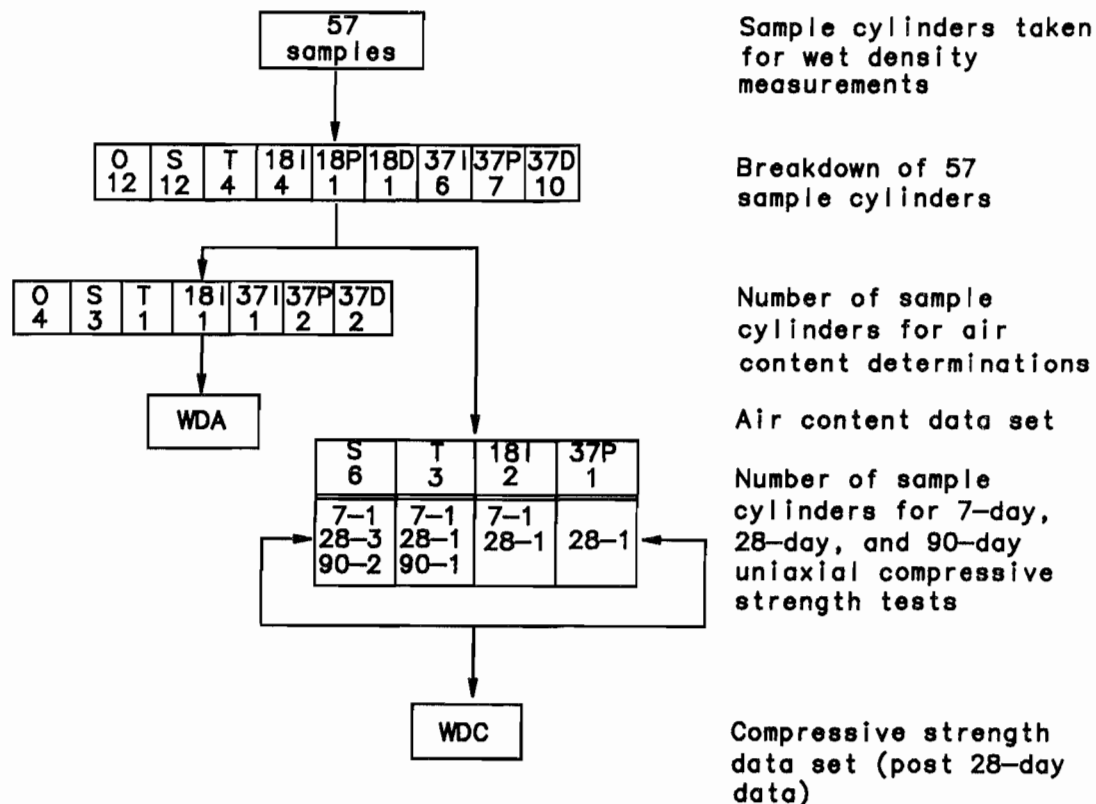 57
samples
Sample cylinders taken
for wet density
measurements
O S T 18I 18P 18D 37I 37P 37D
12 12 4 4 1 1 6 7 10
Breakdown of 57
sample cylinders
O S T 18I 37I 37P 37D
4 3 1 1 1 2 2
Number of sample
cylinders for air
content determinations
WDA
Air content data set
S T 18I 37P
6 3 2 1
7-1 7-1 7-1
28-3 28-1 28-1 28-1
90-2 90-1
Number of sample
cylinders for 7-day,
28-day, and 90-day
uniaxial compressive
strength tests
WDC
Compressive strength
data set (post 28-day
data)